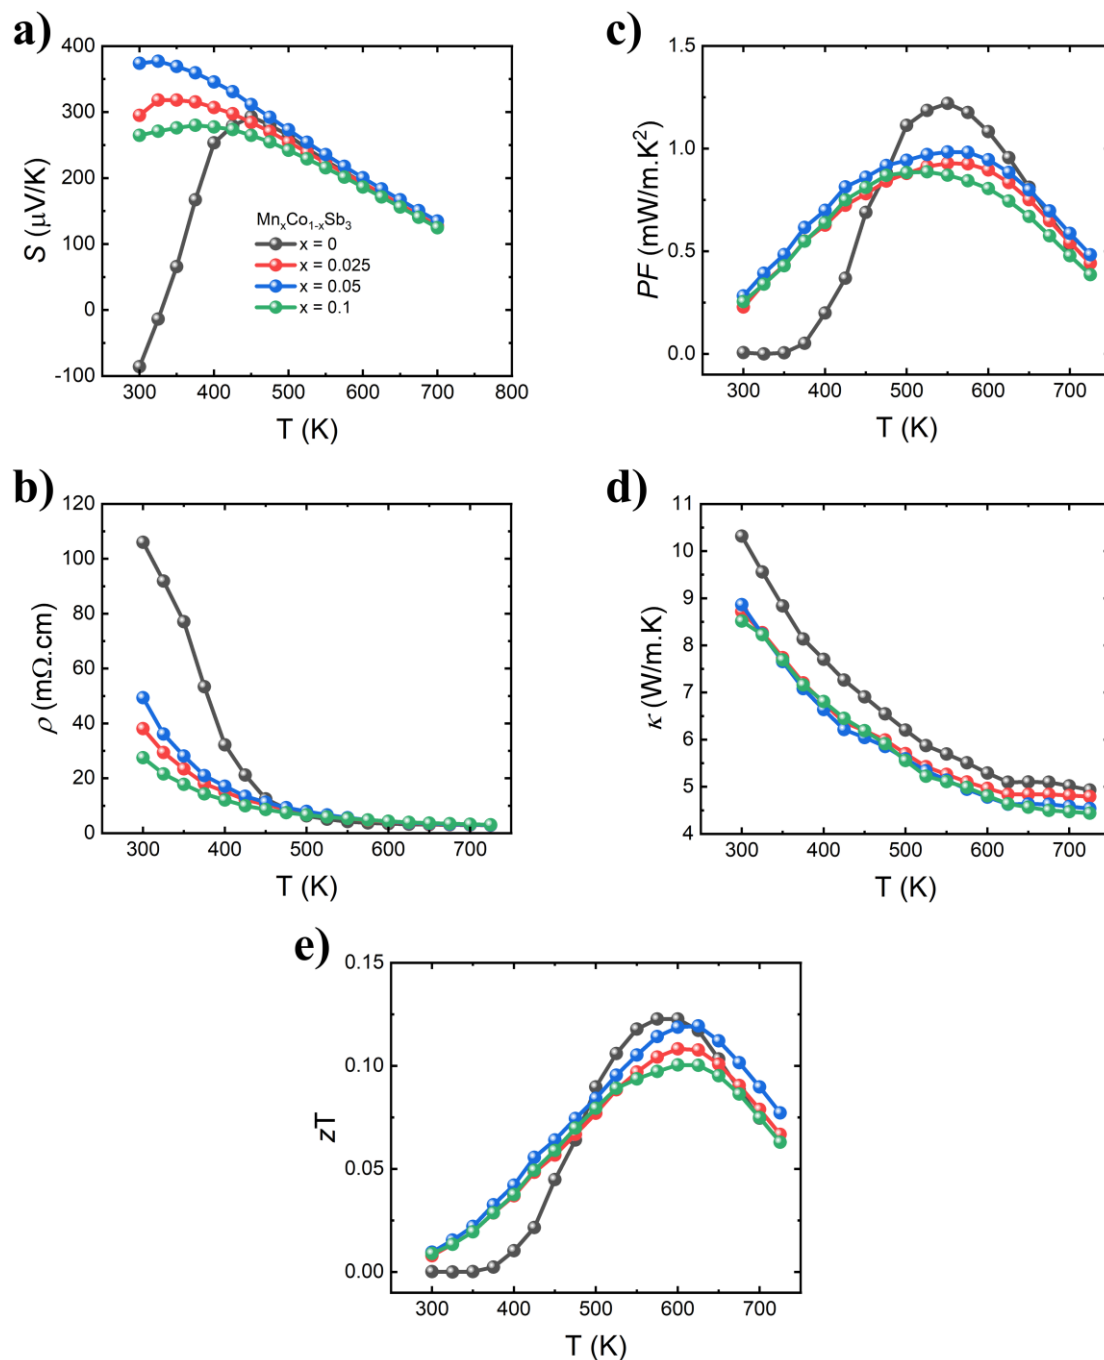 a)
400
300
200
100
0
-100
S (μV/K)
MnxCo1-xSb3
x = 0
x = 0.025
x = 0.05
x = 0.1
300 400 500 600 700 800
T (K)
c)
1.5
1.0
0.5
0.0
PF (mW/m.K²)
300 400 500 600 700
T (K)
b)
120
100
80
60
40
20
0
ρ (mΩ.cm)
300 400 500 600 700
T (K)
d)
11
10
9
8
7
6
5
4
κ (W/m.K)
300 400 500 600 700
T (K)
e)
0.15
0.10
0.05
0.00
zT
300 400 500 600 700
T (K)